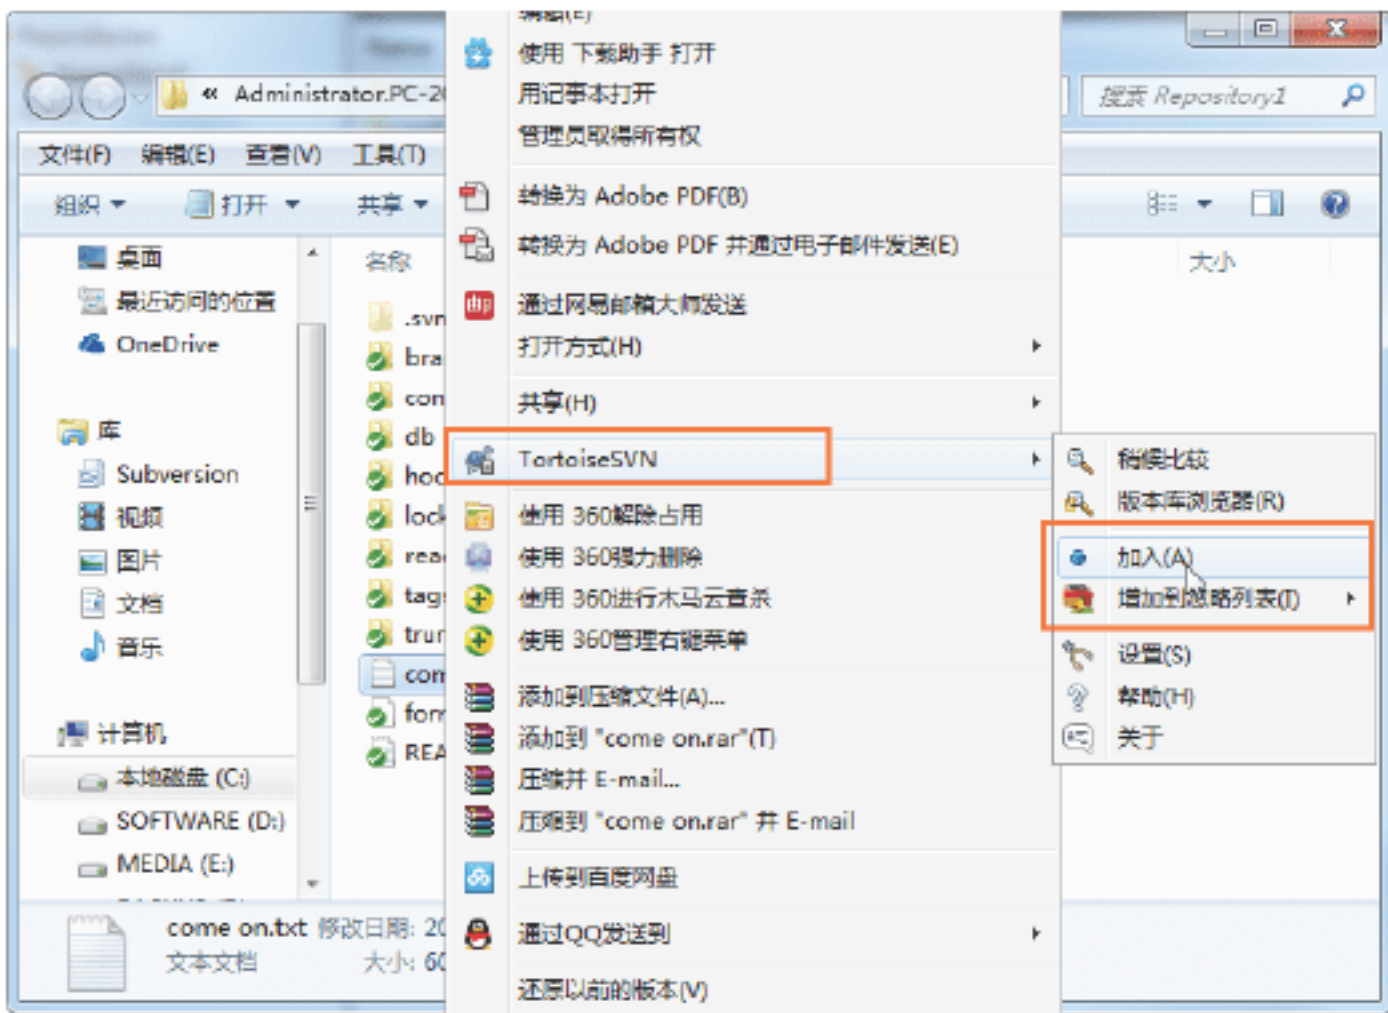 Administrator.PC-20
搜索 Repository1
文件(F) 编辑(E) 查看(V) 工具(T)
组织 打开 共享
桌面
最近访问的位置
OneDrive
库
Subversion
视频
图片
文档
音乐
计算机
本地磁盘 (C:)
SOFTWARE (D:)
MEDIA (E:)
名称
大小
.svn
bra
con
db
hoo
lock
rea
tags
trun
com
form
REA
编辑(E)
使用 下载助手 打开
用记事本打开
管理员取得所有权
转换为 Adobe PDF(B)
转换为 Adobe PDF 并通过电子邮件发送(E)
通过网易邮箱大师发送
打开方式(H)
共享(H)
TortoiseSVN
使用 360解除占用
使用 360强力删除
使用 360进行木马云查杀
使用 360管理右键菜单
添加到压缩文件(A)...
添加到 "come on.rar"(T)
压缩并 E-mail...
压缩到 "come on.rar" 并 E-mail
上传到百度网盘
通过QQ发送到
还原以前的版本(V)
稍候比较
版本库浏览器(R)
加入(A)
增加到忽略列表(I)
设置(S)
帮助(H)
关于
come on.txt 修改日期: 20
文本文档 大小: 60